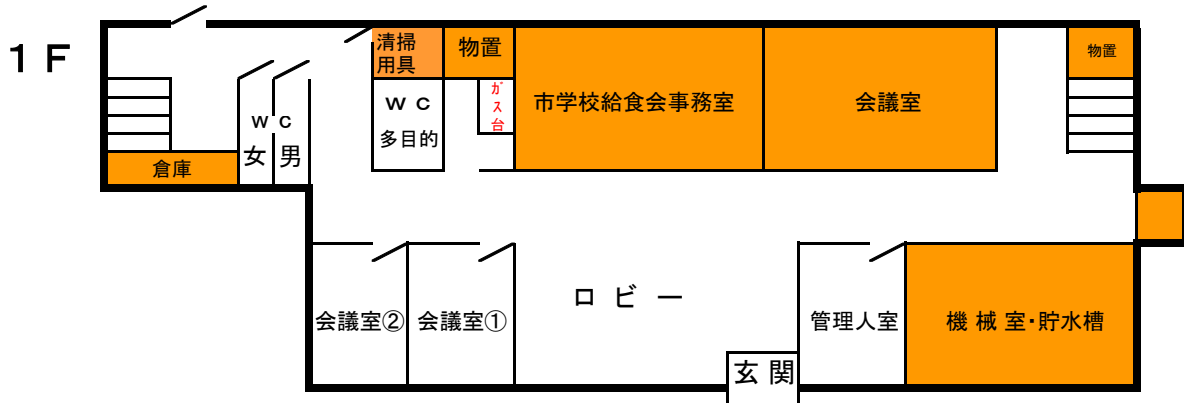 １Ｆ
清掃
用具
物置
物置
ガス台
ＷＣ
多目的
市学校給食会事務室
会議室
ＷＣ
女
男
倉庫
ロビー
会議室②
会議室①
管理人室
機械室・貯水槽
玄関